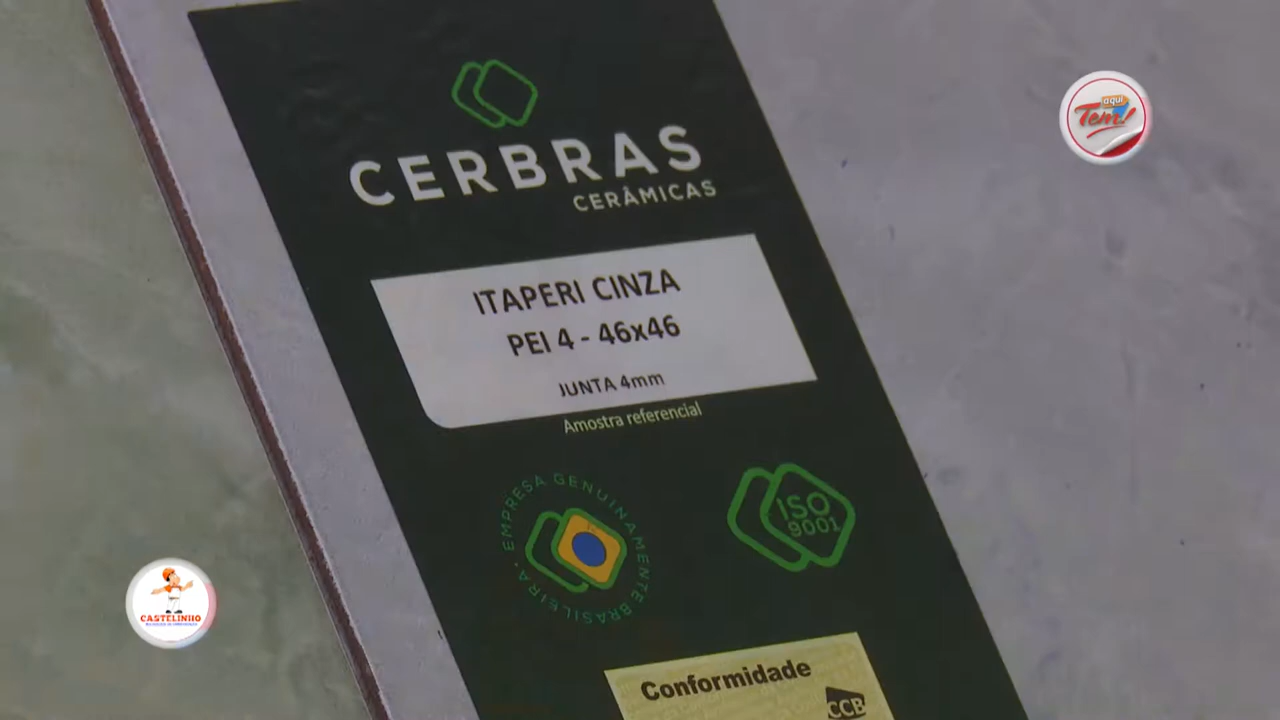 CERBRAS
CERÂMICAS
aqui
Tem!
ITAPERI CINZA
PEI 4 - 46x46
JUNTA 4mm
Amostra referencial
EMPRESA GENUINAMENTE BRASILEIRA
ISO
9001
CASTELINHO
Conformidade
CCB